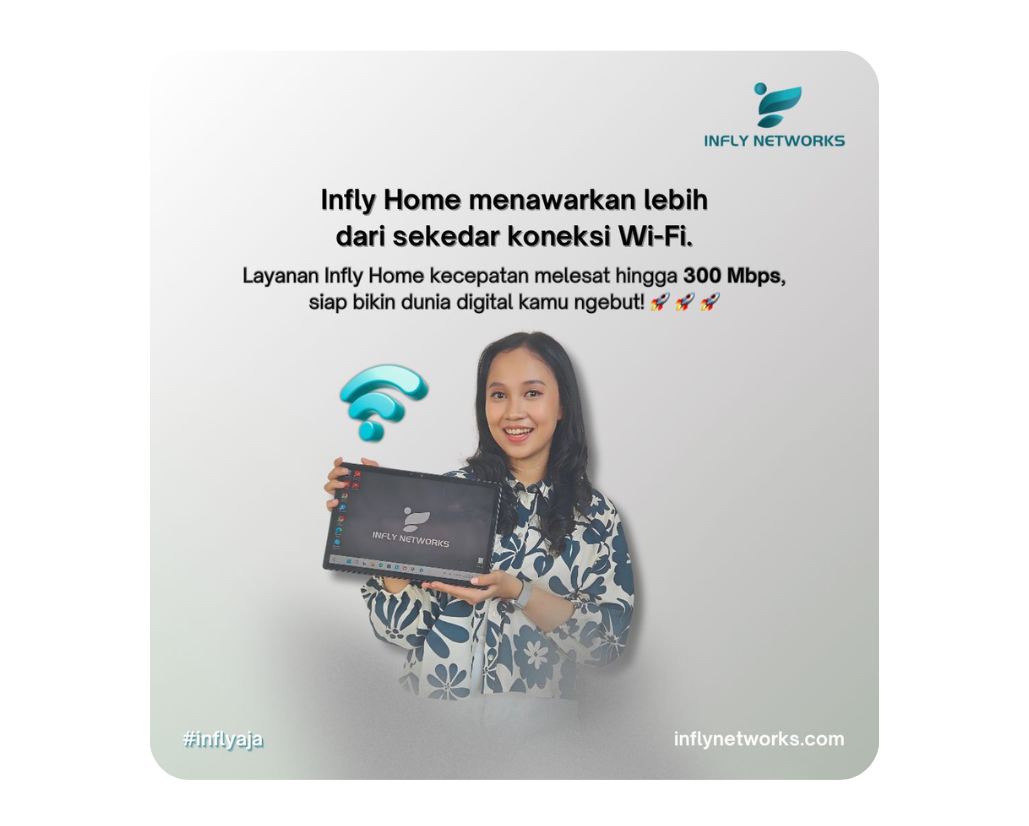 INFLY NETWORKS
Infly Home menawarkan lebih
dari sekedar koneksi Wi-Fi.
Layanan Infly Home kecepatan melesat hingga 300 Mbps,
siap bikin dunia digital kamu ngebut! 🚀 🚀 🚀
INFLY NETWORKS
#inflyaja
inflynetworks.com